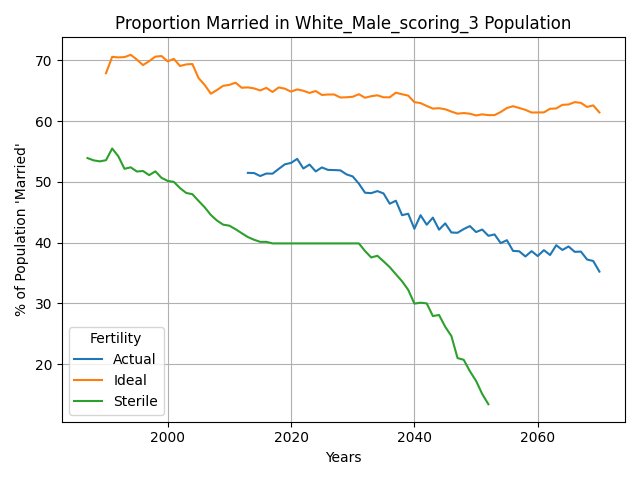 Proportion Married in White_Male_scoring_3 Population
% of Population 'Married'
70
60
50
40
30
20
Fertility
Actual
Ideal
Sterile
2000
2020
2040
2060
Years